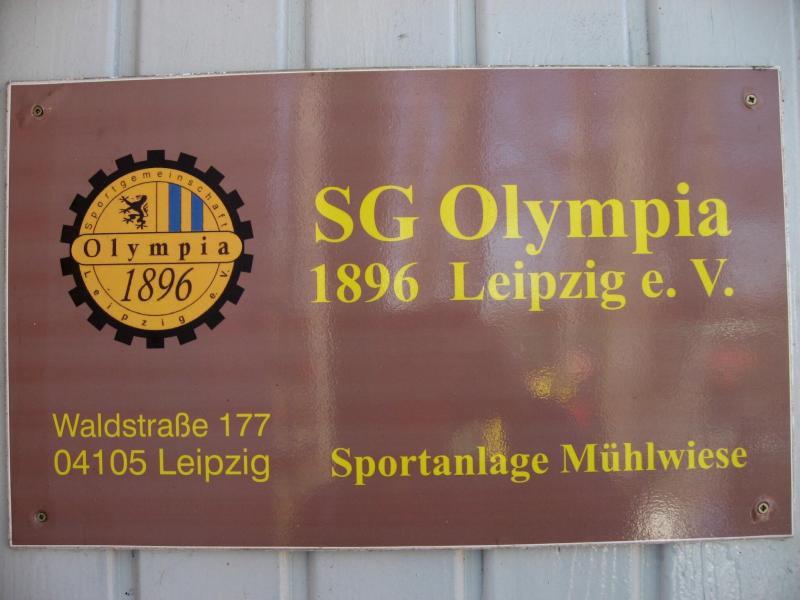 Sportgemeinschaft
Olympia
1896
Leipzig e.V.
SG Olympia
1896 Leipzig e. V.
Waldstraße 177
04105 Leipzig
Sportanlage Mühlwiese